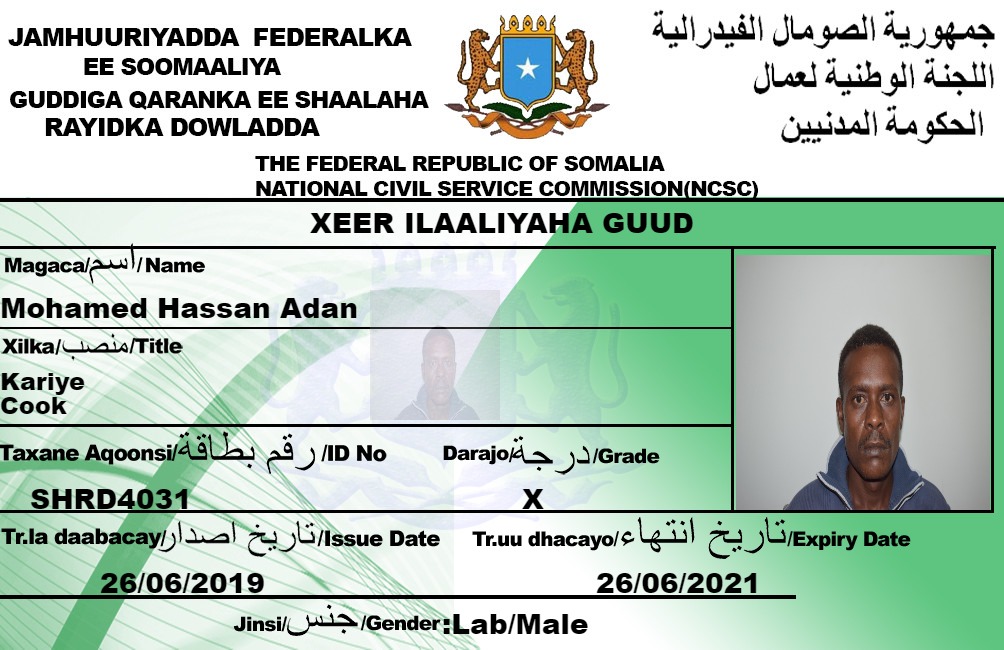 JAMHUURIYADDA FEDERALKA
EE SOOMAALIYA
GUDDIGA QARANKA EE SHAALAHA
RAYIDKA DOWLADDA
جمهورية الصومال الفيدرالية
اللجنة الوطنية لعمال
الحكومة المدنيين
THE FEDERAL REPUBLIC OF SOMALIA
NATIONAL CIVIL SERVICE COMMISSION(NCSC)
XEER ILAALIYAHA GUUD
Magaca/اسم/Name
Mohamed Hassan Adan
Xilka/منصب/Title
Kariye
Cook
Taxane Aqoonsi/رقم بطاقة/ID No
Darajo/درجة/Grade
SHRD4031
X
Tr.la daabacay/تاريخ اصدار/Issue Date
Tr.uu dhacayo/تاريخ انتهاء/Expiry Date
26/06/2019
26/06/2021
Jinsi/جنس/Gender:Lab/Male